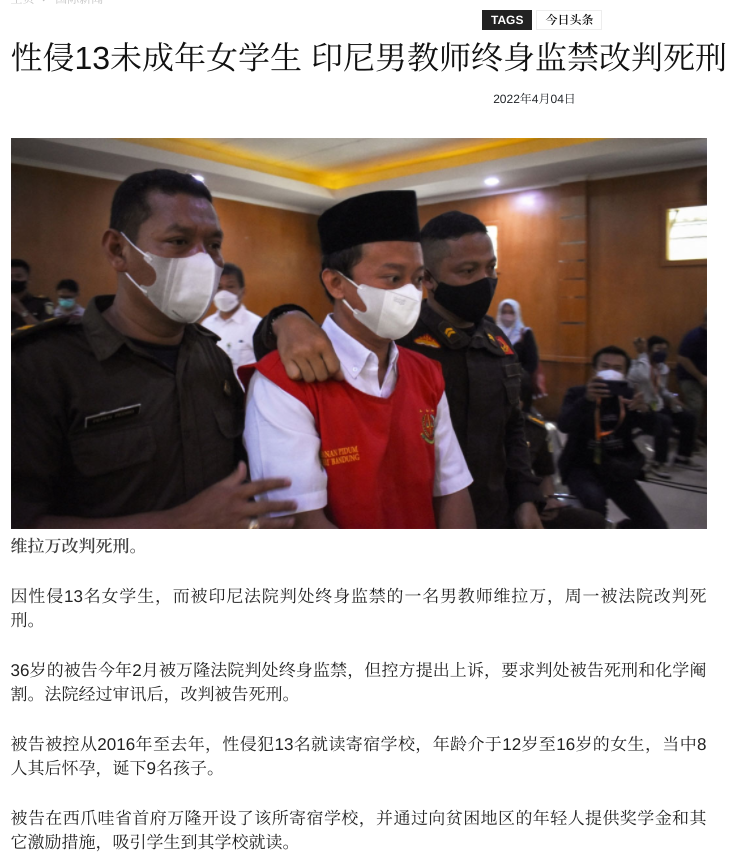 TAGS 今日头条
性侵13未成年女学生 印尼男教师终身监禁改判死刑
2022年4月04日
BANDUNG
维拉万改判死刑。
因性侵13名女学生，而被印尼法院判处终身监禁的一名男教师维拉万，周一被法院改判死
刑。
36岁的被告今年2月被万隆法院判处终身监禁，但控方提出上诉，要求判处被告死刑和化学阉
割。法院经过审讯后，改判被告死刑。
被告被控从2016年至去年，性侵犯13名就读寄宿学校，年龄介于12岁至16岁的女生，当中8
人其后怀孕，诞下9名孩子。
被告在西爪哇省首府万隆开设了该所寄宿学校，并通过向贫困地区的年轻人提供奖学金和其
它激励措施，吸引学生到其学校就读。